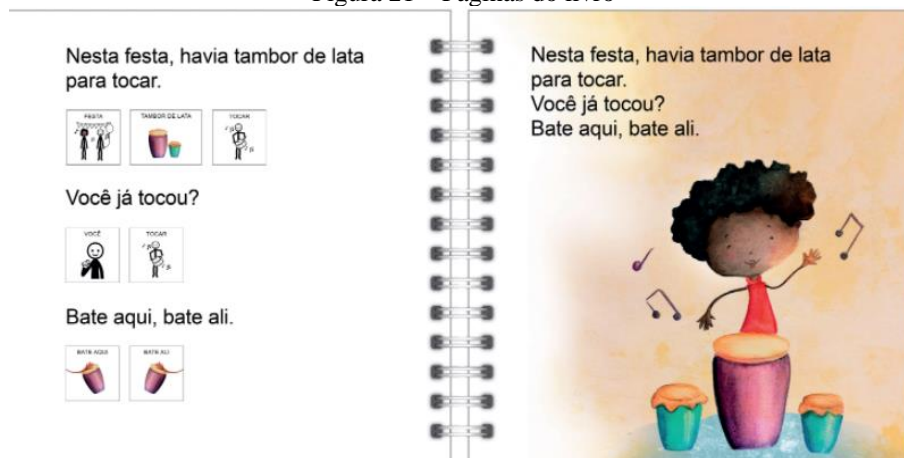 Figura 21 – Páginas do livro
Nesta festa, havia tambor de lata
para tocar.
FESTA
TAMBOR DE LATA
TOCAR
Você já tocou?
VOCÊ
TOCAR
Bate aqui, bate ali.
BATE AQUI
BATE ALI
Nesta festa, havia tambor de lata
para tocar.
Você já tocou?
Bate aqui, bate ali.